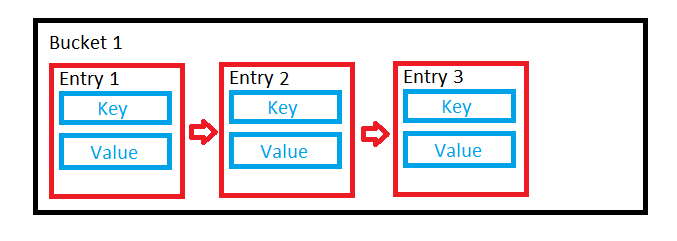 Bucket 1
Entry 1
Key
Value
Entry 2
Key
Value
Entry 3
Key
Value